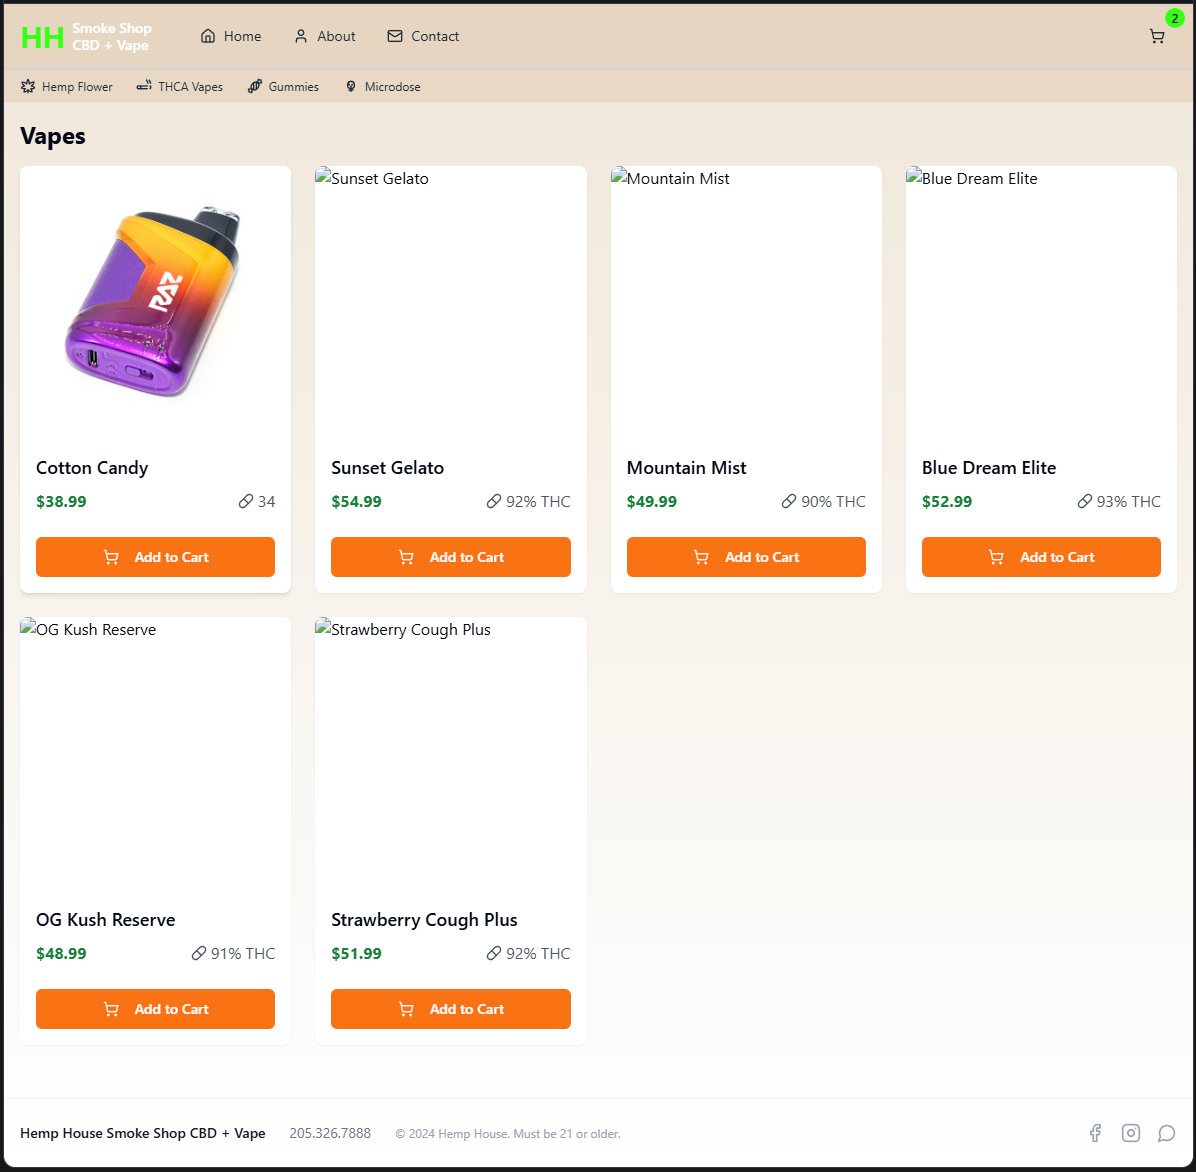 HH Smoke Shop
CBD + Vape
Home About Contact
2
Hemp Flower THCA Vapes Gummies Microdose
Vapes
RAZ
Sunset Gelato
Mountain Mist
Blue Dream Elite
Cotton Candy
$38.99 34
Add to Cart
Sunset Gelato
$54.99 92% THC
Add to Cart
Mountain Mist
$49.99 90% THC
Add to Cart
Blue Dream Elite
$52.99 93% THC
Add to Cart
OG Kush Reserve
Strawberry Cough Plus
OG Kush Reserve
$48.99 91% THC
Add to Cart
Strawberry Cough Plus
$51.99 92% THC
Add to Cart
Hemp House Smoke Shop CBD + Vape 205.326.7888 © 2024 Hemp House. Must be 21 or older.